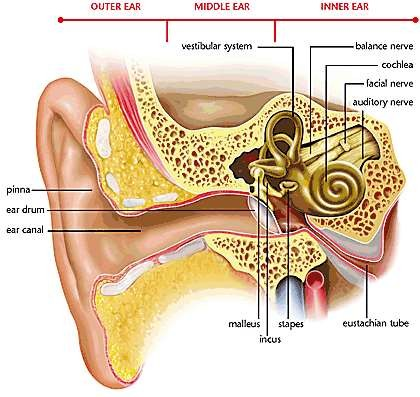 OUTER EAR MIDDLE EAR INNER EAR
vestibular system balance nerve
cochlea
facial nerve
auditory nerve
pinna
ear drum
ear canal
malleus stapes eustachian tube
incus